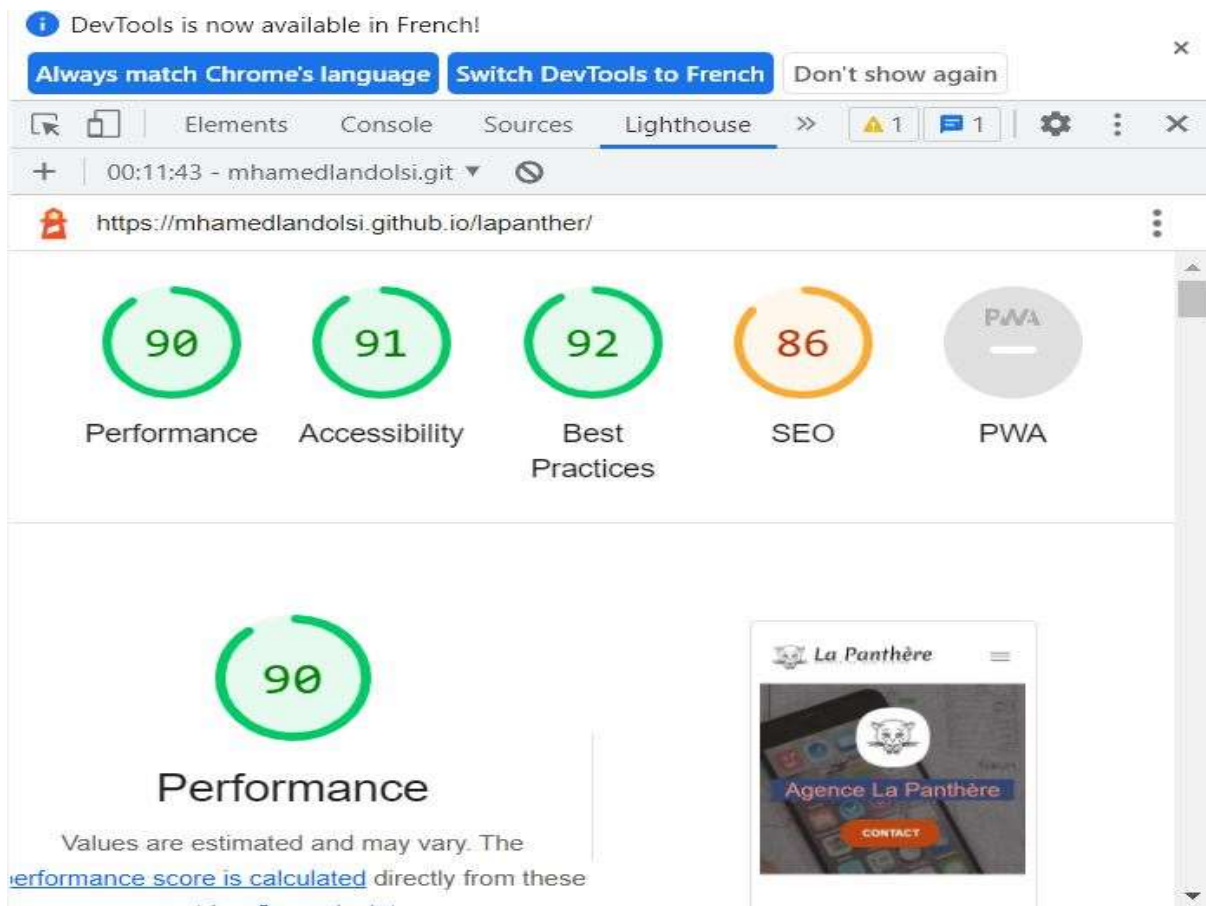 DevTools is now available in French!
Always match Chrome's language Switch DevTools to French Don't show again
Elements Console Sources Lighthouse >> 1 1
00:11:43 - mhamedlandolsi.git
https://mhamedlandolsi.github.io/lapanther/
90 91 92 86 PWA
Performance Accessibility Best Practices SEO PWA
90
Performance
Values are estimated and may vary. The
performance score is calculated directly from these
La Panthère
Agence La Panthère
CONTACT